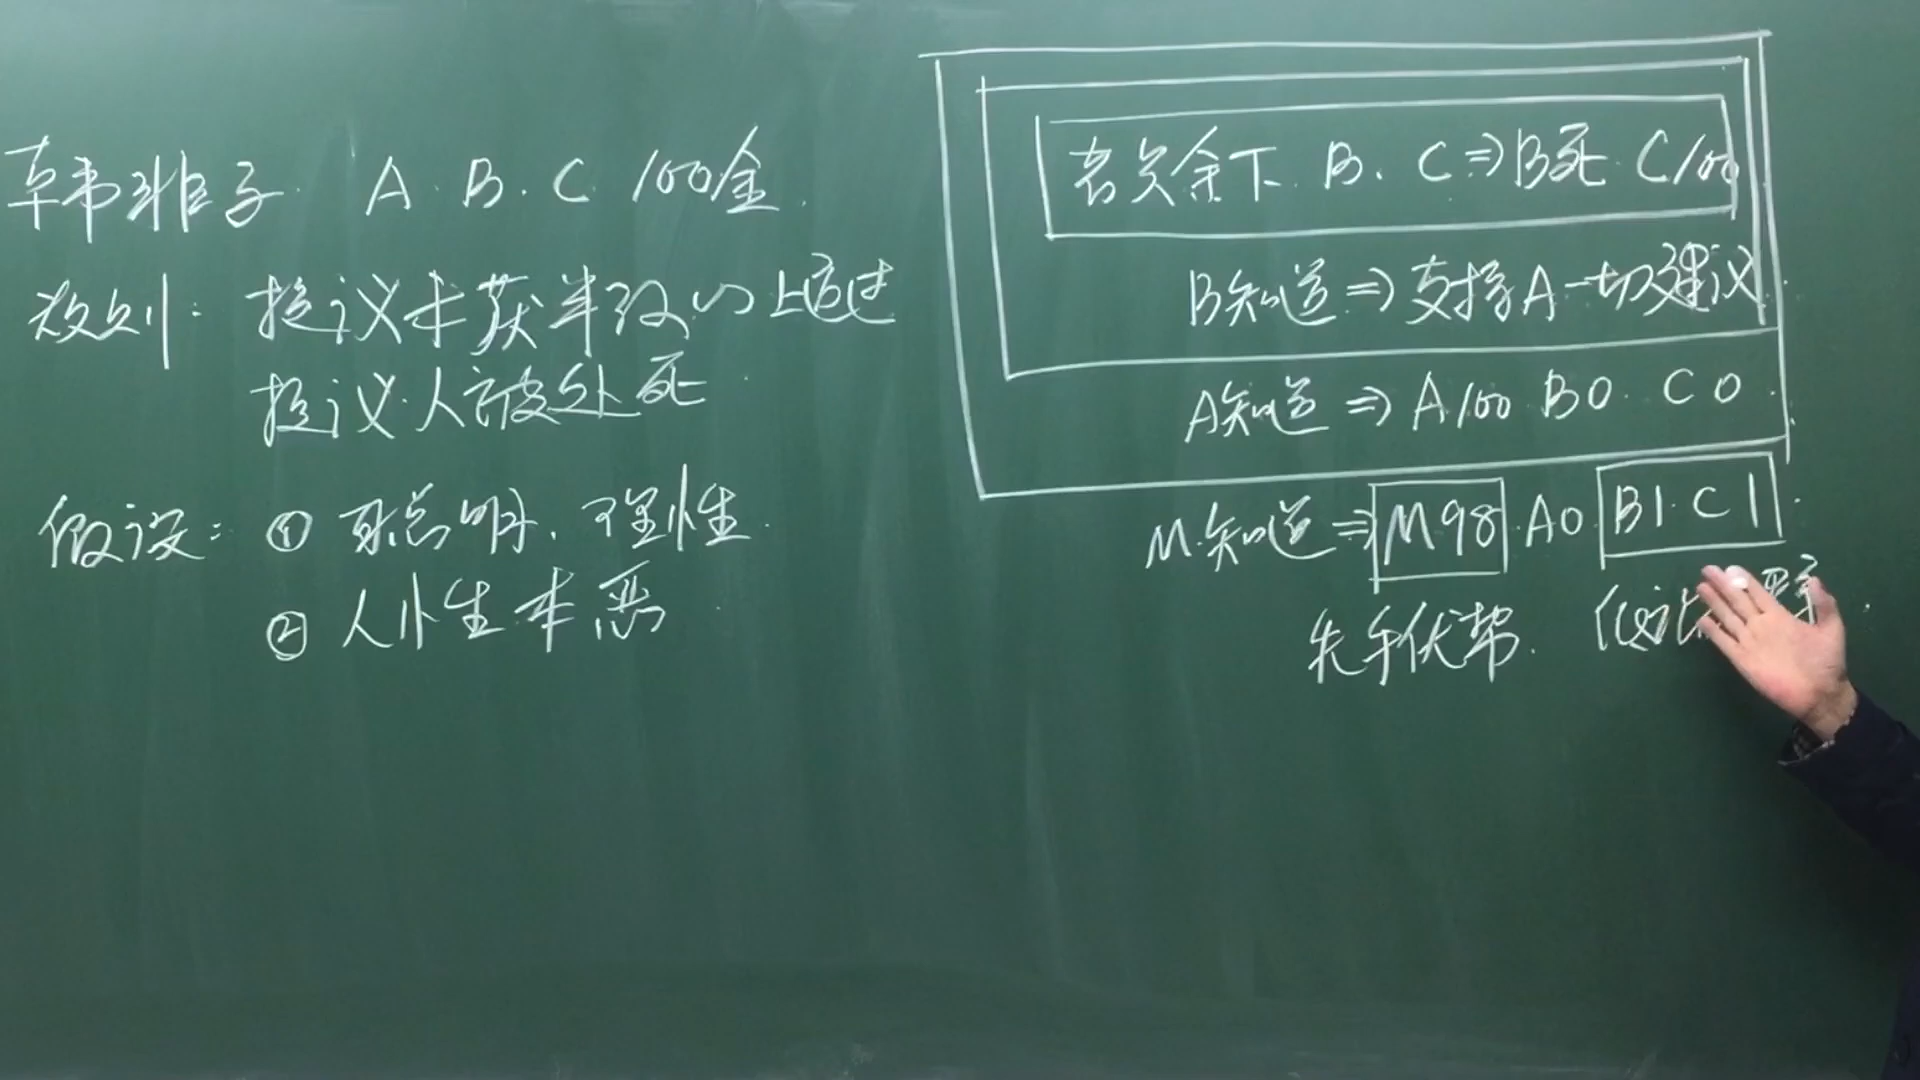 韩非子 A.B.C 100金.
规则: 提议未获半数以上通过
提议人被处死
假设: ① 聪明、理性.
② 人性本恶
若只余下 B、C⇒B死 C100
B知道⇒支持A一切建议
A知道⇒A100 B0 C0
M知道⇒M98 A0 B1 C1
先手优势.